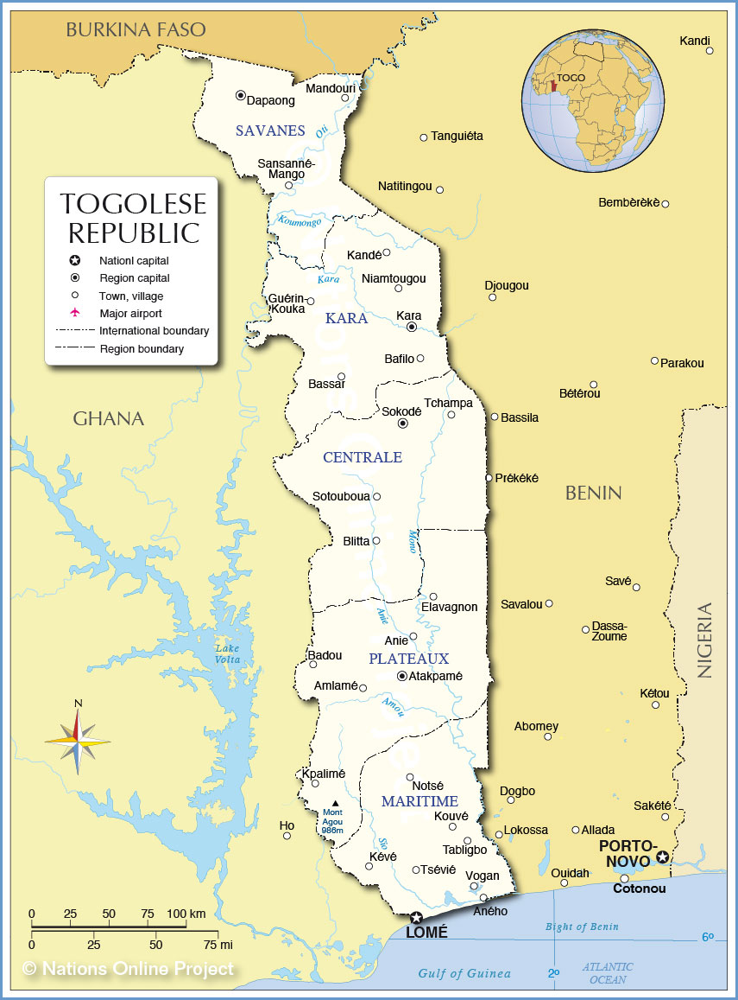 BURKINA FASO
Kandi
TOGO
Mandouri
Dapaong
SAVANES
Oti
Tanguiéta
Sansanné-
Mango
Natitingou
Bembèrèkè
TOGOLESE
REPUBLIC
Nationl capital
Region capital
Town, village
Major airport
International boundary
Region boundary
Koumongo
Kandé
Kara
Niamtougou
Djougou
Guérin-
Kouka
KARA
Kara
Bafilo
Parakou
Bassar
Bétérou
Tchampa
GHANA
Sokodé
Bassila
CENTRALE
Prékéké
BENIN
Sotouboua
Blitta
Mono
Savé
Elavagnon
Savalou
Anie
Dassa-
Zoume
NIGERIA
Lake
Volta
Anie
Badou
PLATEAUX
Atakpamé
Amlamé
Kétou
Amou
N
Abomey
Kpalimé
Notsé
Dogbo
MARITIME
Sakété
Mont
Agou
986m
Kouvé
Ho
Lokossa
Allada
Sio
Tabligbo
PORTO-
NOVO
Kévé
Tsévié
Vogan
Ouidah
Cotonou
Aného
0 25 50 75 100 km
0 25 50 75 mi
LOMÉ
Bight of Benin
6º
© Nations Online Project
Gulf of Guinea
2º
ATLANTIC
OCEAN
© Nations Online Project